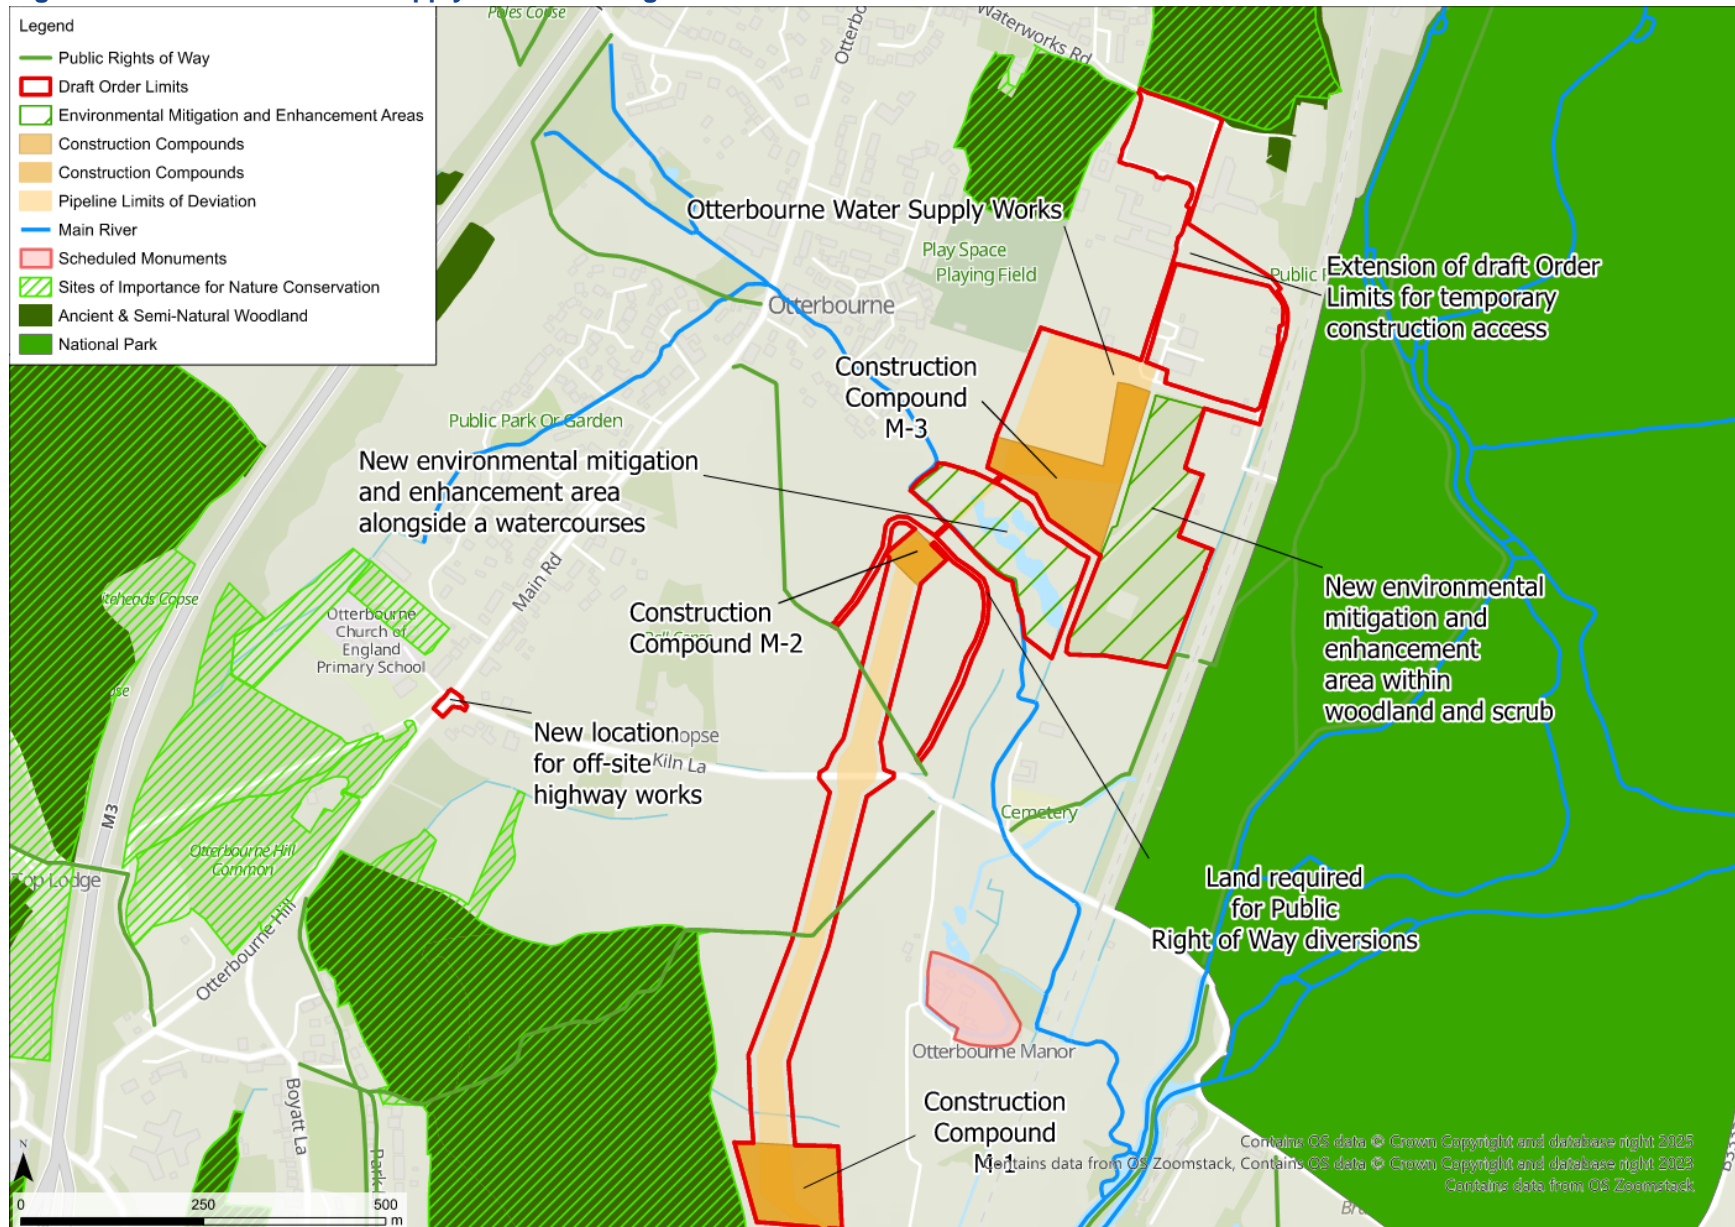 Legend
Public Rights of Way
Draft Order Limits
Environmental Mitigation and Enhancement Areas
Construction Compounds
Construction Compounds
Pipeline Limits of Deviation
Main River
Scheduled Monuments
Sites of Importance for Nature Conservation
Ancient & Semi-Natural Woodland
National Park
Poles Copse
Waterworks Rd
Otterbourne Water Supply Works
Play Space
Playing Field
Public
Extension of draft Order
Limits for temporary
construction access
Otterbourne
Construction
Compound
M-3
Public Park Or Garden
New environmental mitigation
and enhancement area
alongside a watercourses
Main Rd
Otterbourne
Church of
England
Primary School
Construction
Compound M-2
New environmental
mitigation and
enhancement
area within
woodland and scrub
New location
for off-site
highway works
Kiln La
M3
Cemetery
Otterbourne Hill
Common
Top Lodge
Otterbourne Hill
Land required
for Public
Right of Way diversions
Otterbourne Manor
Boyatt La
Construction
Compound
M-1
Contains OS data © Crown Copyright and database right 2025
Contains data from OS Zoomstack, Contains OS data © Crown Copyright and database right 2023
Contains data from OS Zoomstack
N
0 250 500
m